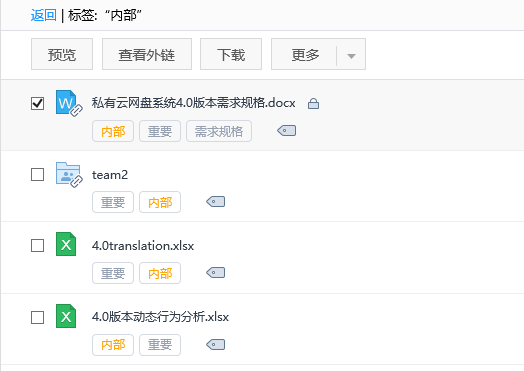 返回 | 标签: “内部”
预览 查看外链 下载 更多
私有云网盘系统4.0版本需求规格.docx
内部 重要 需求规格
team2
重要 内部
4.0translation.xlsx
重要 内部
4.0版本动态行为分析.xlsx
内部 重要